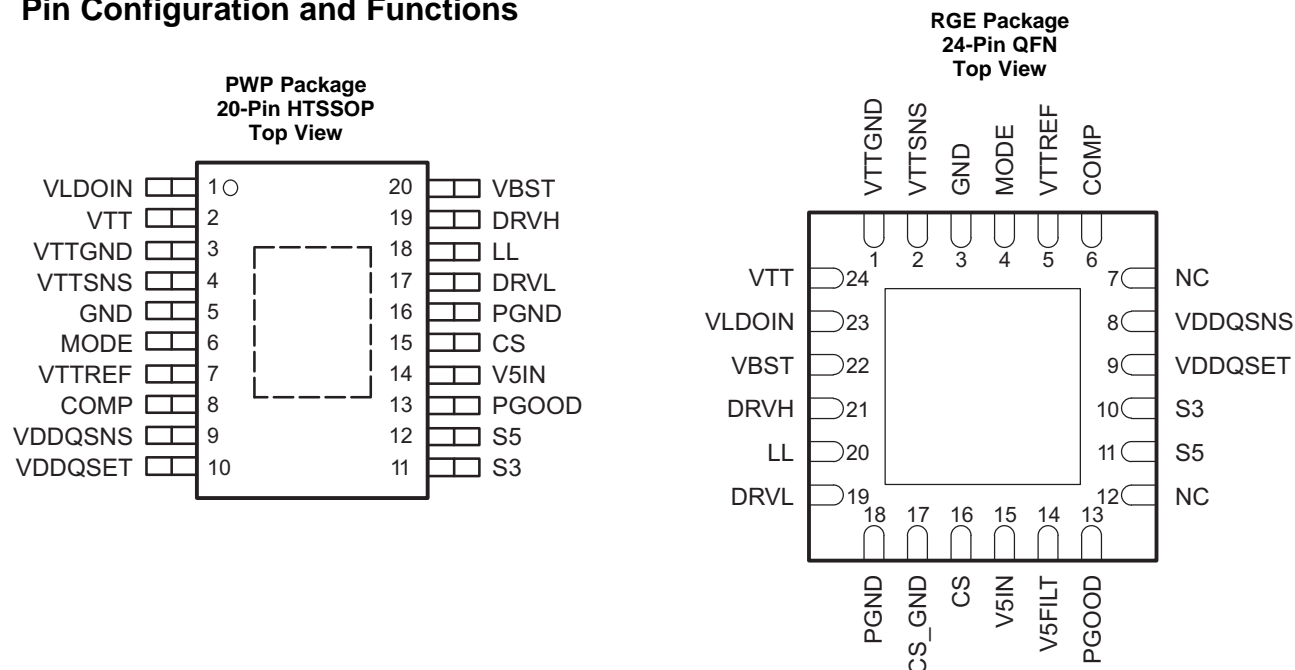 Pin Configuration and Functions
PWP Package
20-Pin HTSSOP
Top View
VLDOIN 1 20 VBST
VTT 2 19 DRVH
VTTGND 3 18 LL
VTTSNS 4 17 DRVL
GND 5 16 PGND
MODE 6 15 CS
VTTREF 7 14 V5IN
COMP 8 13 PGOOD
VDDQSNS 9 12 S5
VDDQSET 10 11 S3
RGE Package
24-Pin QFN
Top View
VTTGND VTTSNS GND MODE VTTREF COMP
1 2 3 4 5 6
VTT 24 7 NC
VLDOIN 23 8 VDDQSNS
VBST 22 9 VDDQSET
DRVH 21 10 S3
LL 20 11 S5
DRVL 19 12 NC
18 17 16 15 14 13
PGND CS_GND CS V5IN V5FILT PGOOD